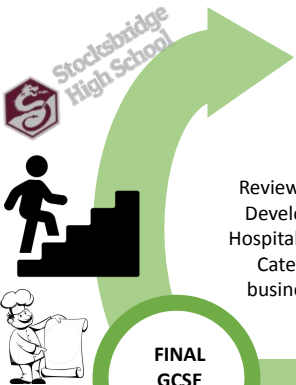 Stocksbridge
High School
Review
Develo
Hospital
Cate
busine
FINAL
GCSE